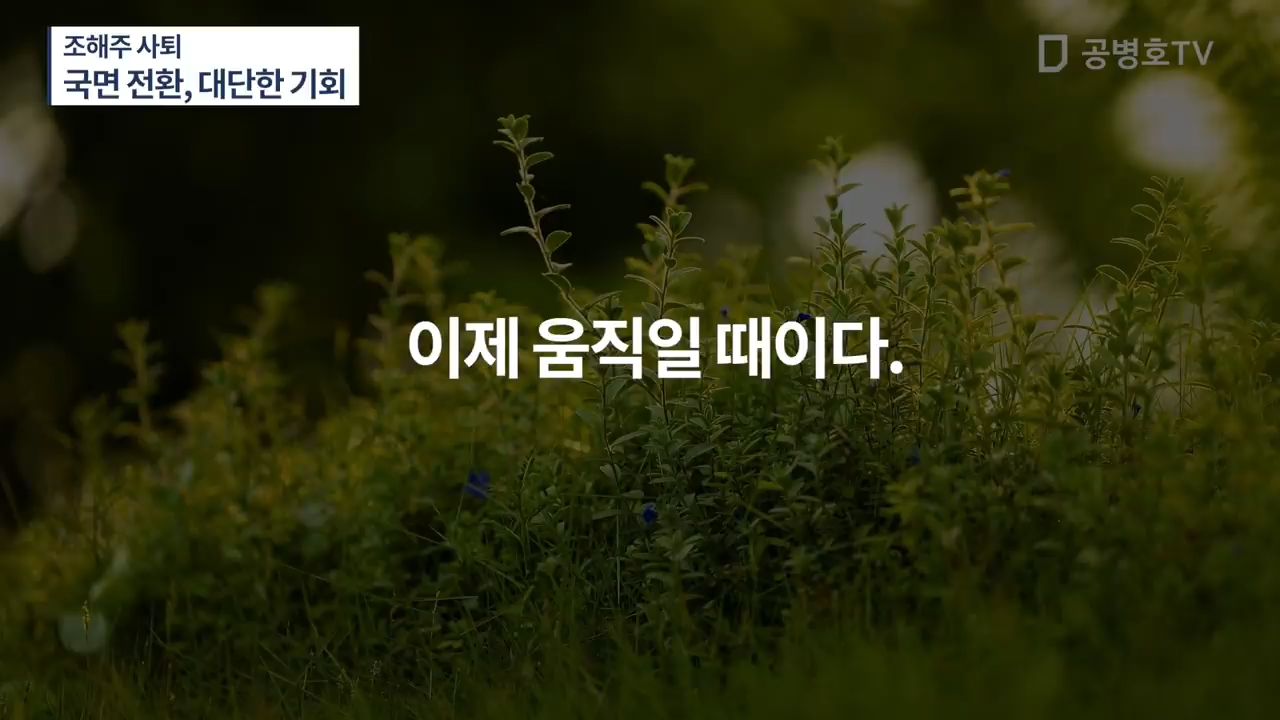 조해주 사퇴
국면 전환, 대단한 기회
공병호TV
이제 움직일 때이다.